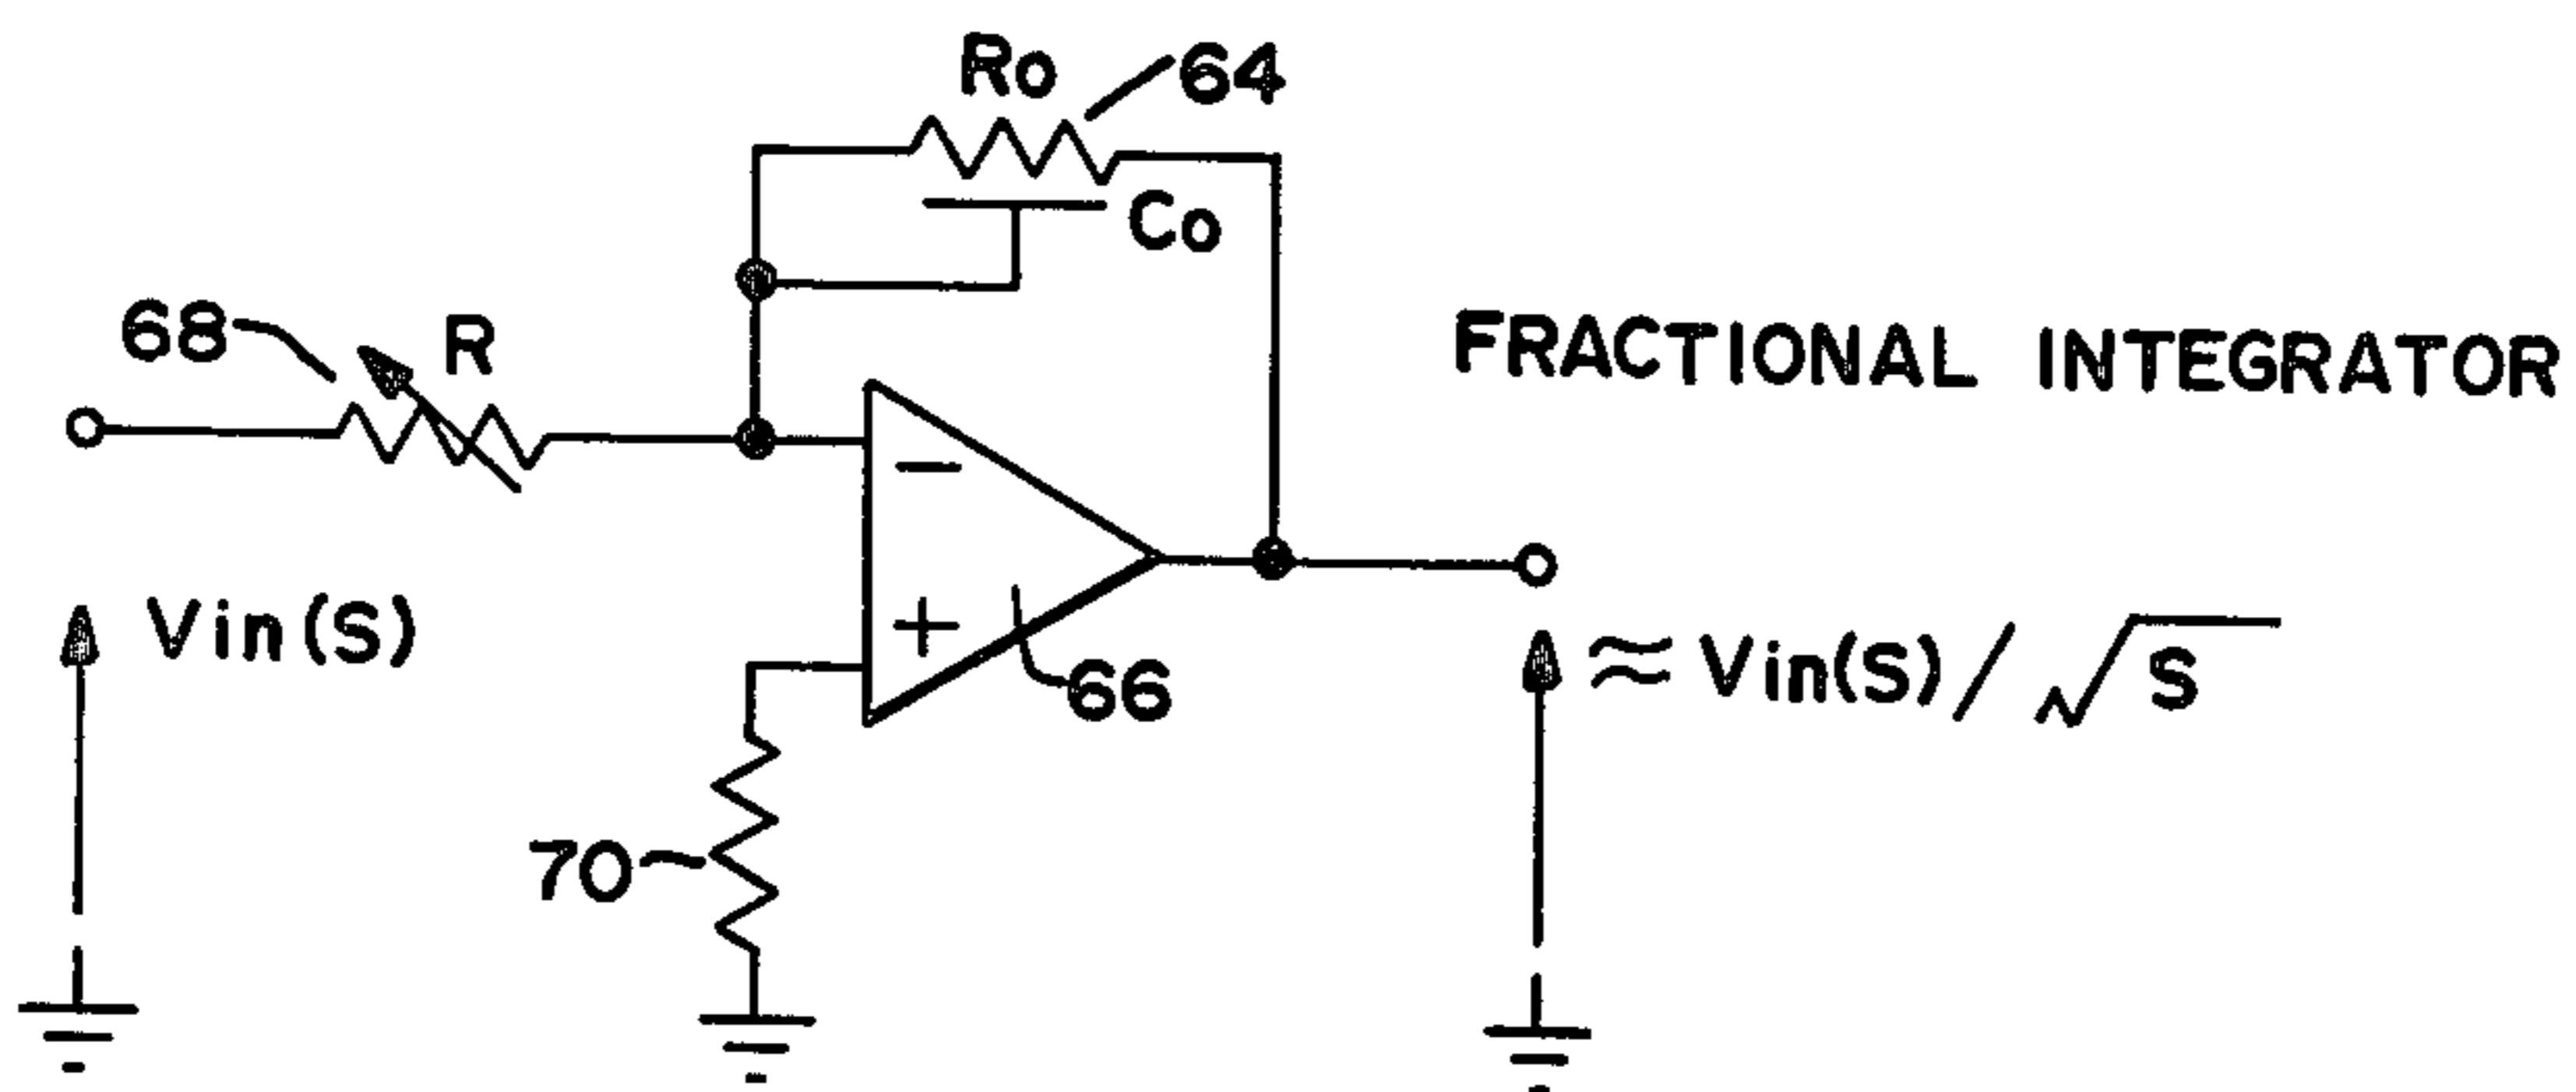 Ro
64
Co
68
R
FRACTIONAL INTEGRATOR
−
+
Vin(S)
66
≈ Vin(S)/√S
70